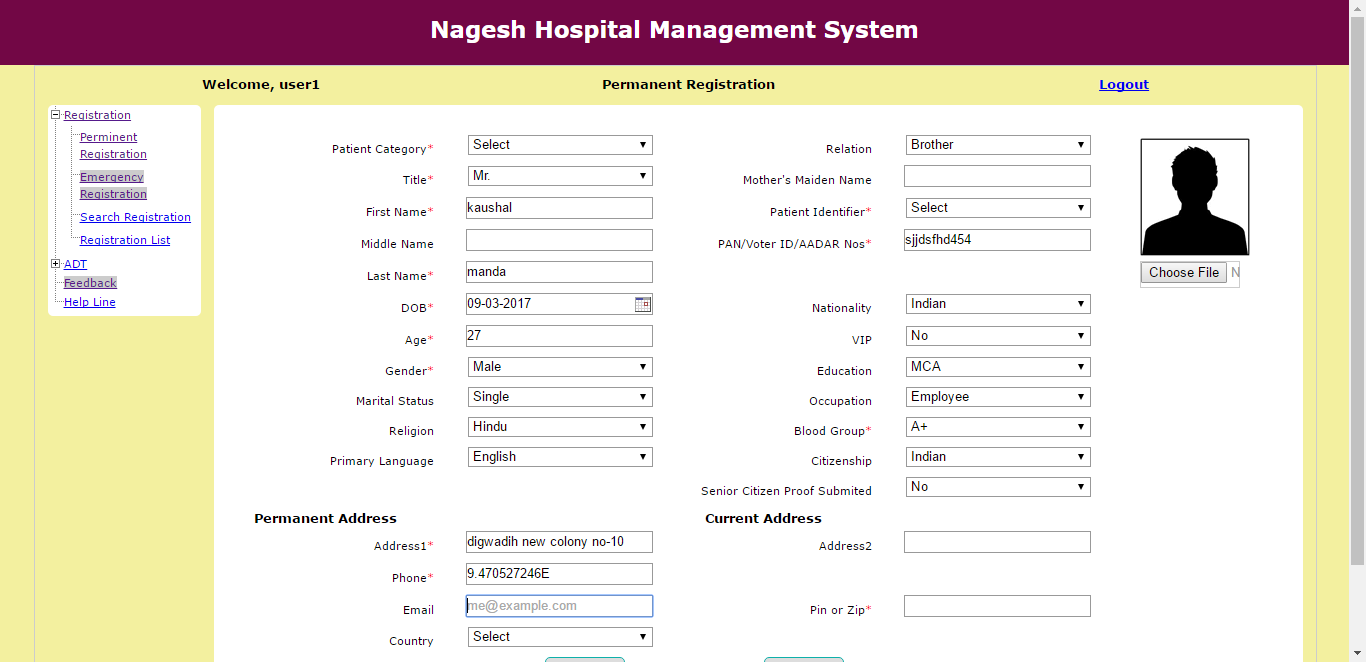 Nagesh Hospital Management System
Welcome, user1
Permanent Registration
Logout
Registration
Perminent
Registration
Emergency
Registration
Search Registration
Registration List
ADT
Feedback
Help Line
Patient Category* Select
Relation Brother
Title* Mr.
Mother's Maiden Name
First Name* kaushal
Patient Identifier* Select
Middle Name
PAN/Voter ID/AADAR Nos* sjjdsfhd454
Last Name* manda
Choose File N
DOB* 09-03-2017
Nationality Indian
Age* 27
VIP No
Gender* Male
Education MCA
Marital Status Single
Occupation Employee
Religion Hindu
Blood Group* A+
Primary Language English
Citizenship Indian
Senior Citizen Proof Submited No
Permanent Address
Current Address
Address1* digwadih new colony no-10
Address2
Phone* 9.470527246E
Email me@example.com
Pin or Zip*
Country Select